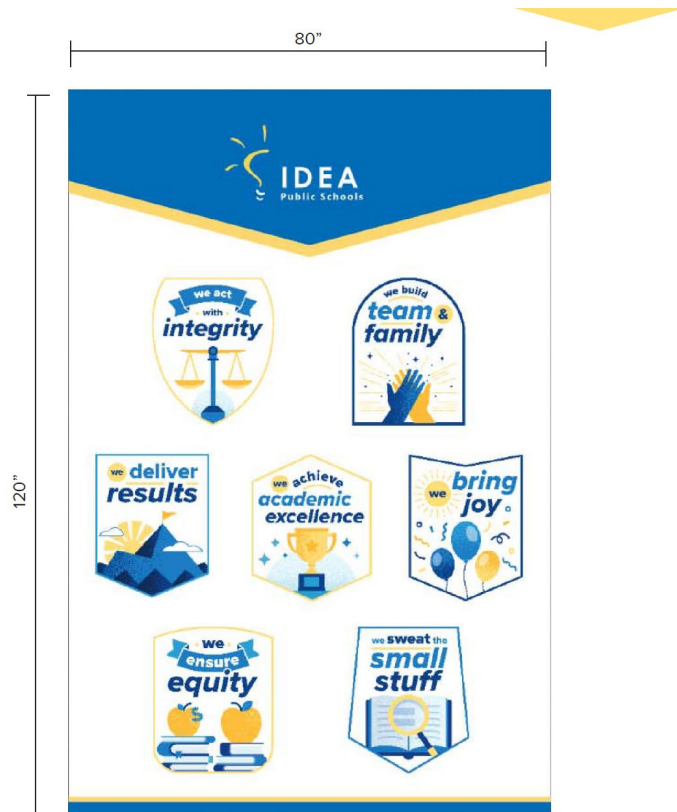 80”
120”
IDEA
Public Schools
we act
with
integrity
we build
team &
family
we deliver
results
we achieve
academic
excellence
we bring
joy
we
ensure
equity
$
we sweat the
small
stuff